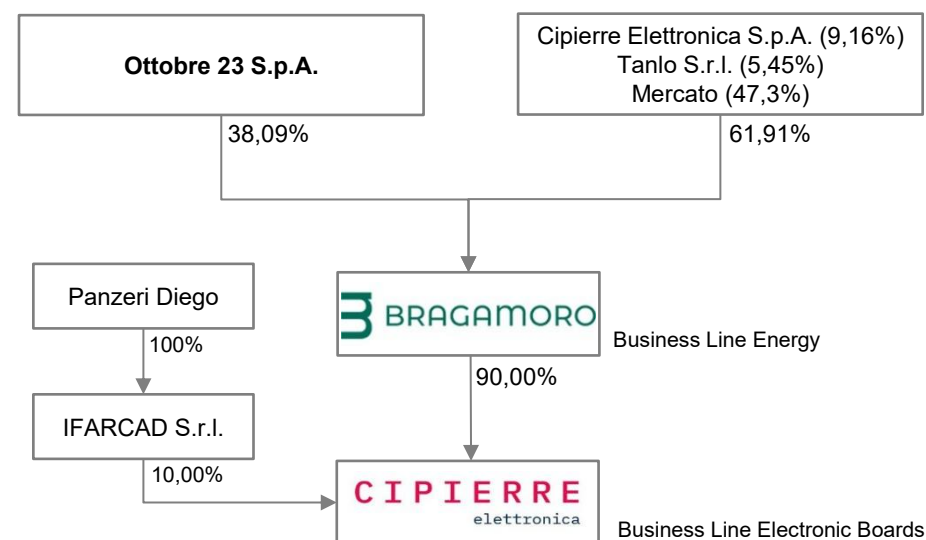 Ottobre 23 S.p.A.
Cipierre Elettronica S.p.A. (9,16%)
Tanlo S.r.l. (5,45%)
Mercato (47,3%)
38,09%
61,91%
Panzeri Diego
BRAGAMORO
Business Line Energy
100%
90,00%
IFARCAD S.r.l.
10,00%
CIPIERRE
elettronica
Business Line Electronic Boards